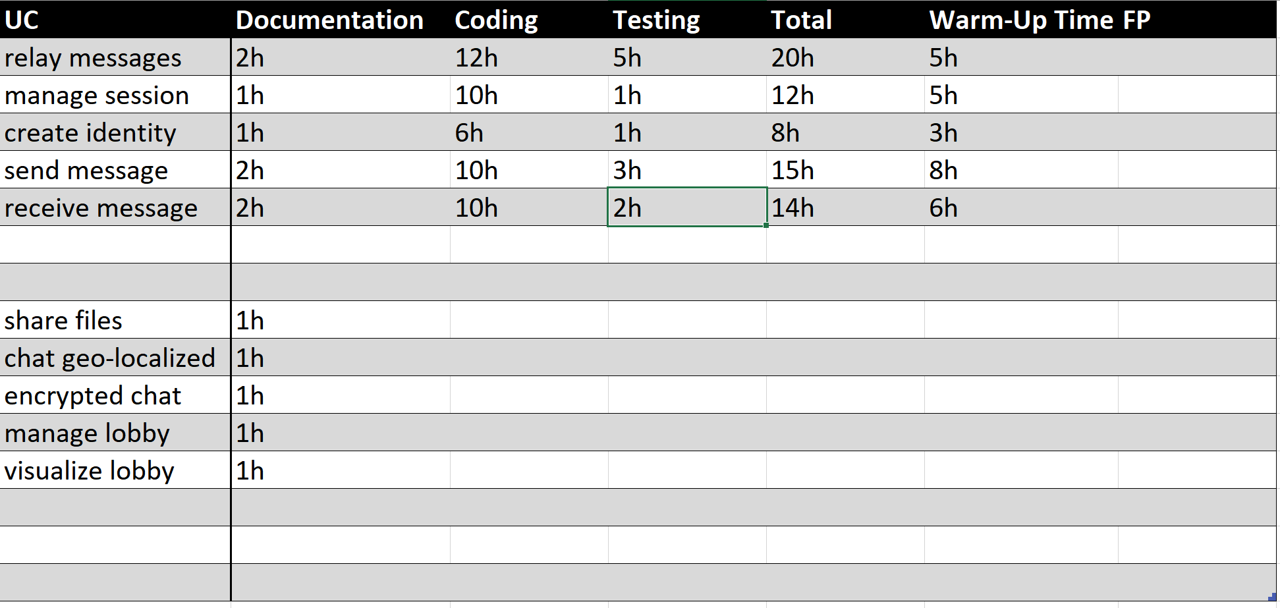 UC Documentation Coding Testing Total Warm-Up Time FP
relay messages 2h 12h 5h 20h 5h
manage session 1h 10h 1h 12h 5h
create identity 1h 6h 1h 8h 3h
send message 2h 10h 3h 15h 8h
receive message 2h 10h 2h 14h 6h
share files 1h
chat geo-localized 1h
encrypted chat 1h
manage lobby 1h
visualize lobby 1h